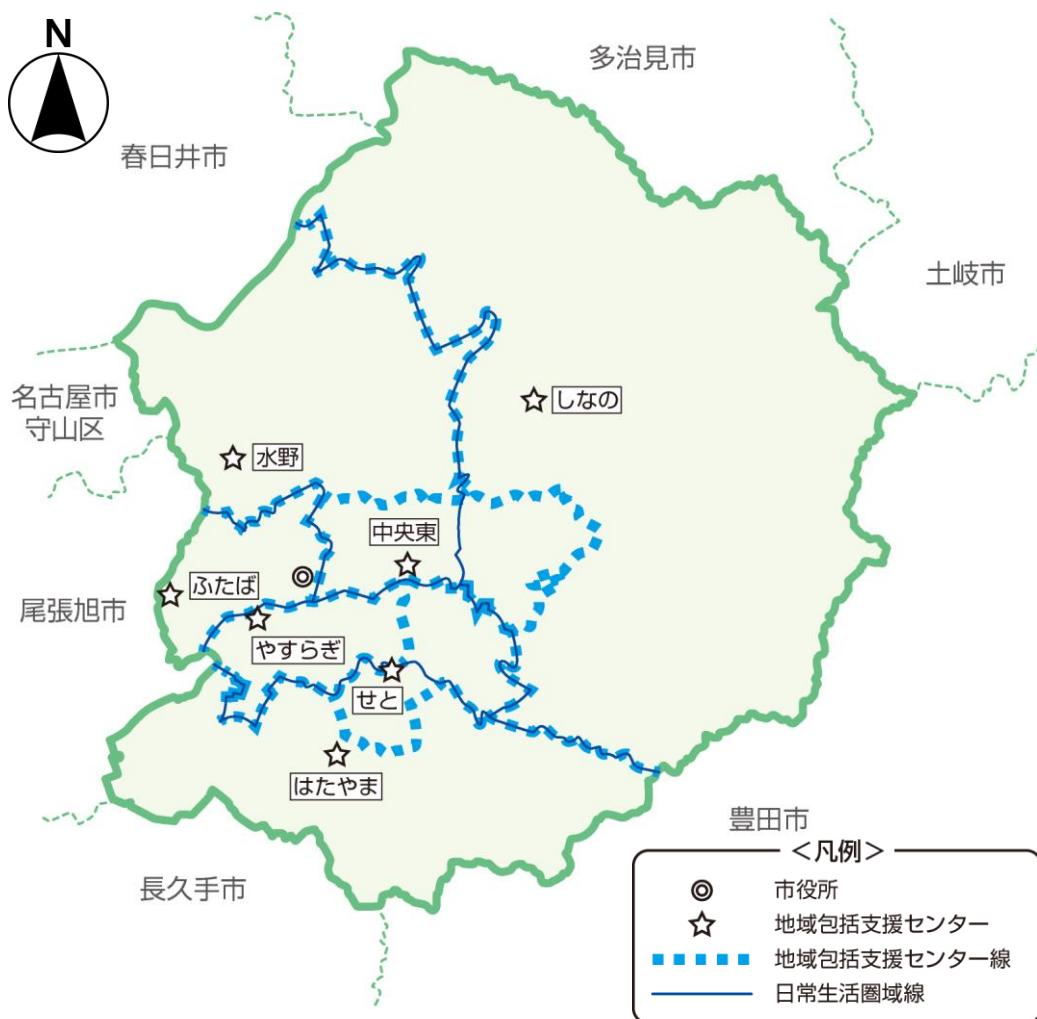 N
多治見市
春日井市
土岐市
名古屋市
守山区
しなの
水野
中央東
ふたば
尾張旭市
やすらぎ
せと
はたやま
豊田市
長久手市
＜凡例＞
市役所
地域包括支援センター
地域包括支援センター線
日常生活圏域線